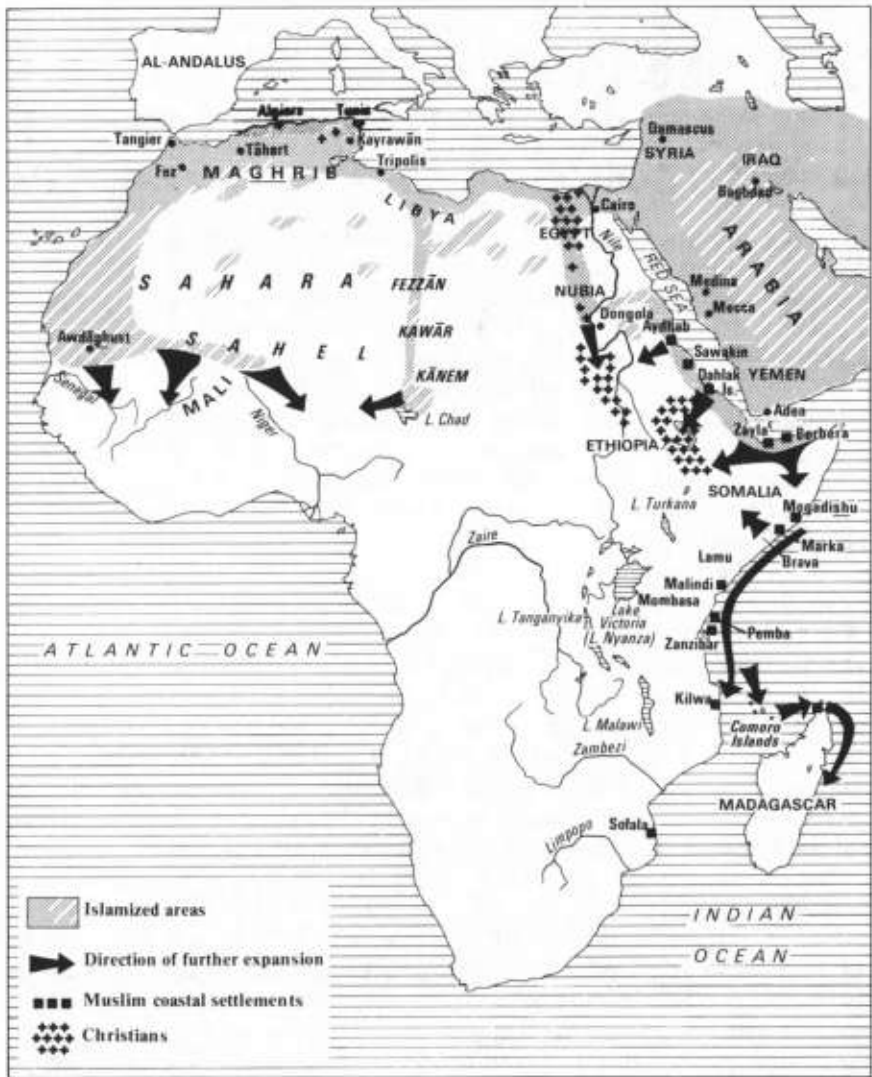 AL-ANDALUS
Algiers
Tunis
Tangier
Tāhert
Kayrawān
Fez
MAGHRIB
Tripolis
Damascus
SYRIA
IRAQ
Baghdad
LIBYA
Cairo
EGYPT
Nile
ARABIA
RED SEA
SAHARA
FEZZĀN
NUBIA
Medina
Mecca
Dongola
Aydhab
KAWĀR
Awdāghust
SAHEL
Sawakin
Dahlak Is.
YEMEN
KĀNEM
Senegal
MALI
Niger
L. Chad
Aden
Zayla᾽
Berbera
ETHIOPIA
SOMALIA
L. Turkana
Mogadishu
Zaire
Marka
Brava
Lamu
Malindi
Mombasa
L. Tanganyika
Lake
Victoria
(L. Nyanza)
Pemba
Zanzibar
ATLANTIC OCEAN
Kilwa
L. Malawi
Comoro
Islands
Zambezi
MADAGASCAR
Sofala
Limpopo
INDIAN
OCEAN
Islamized areas
Direction of further expansion
Muslim coastal settlements
Christians